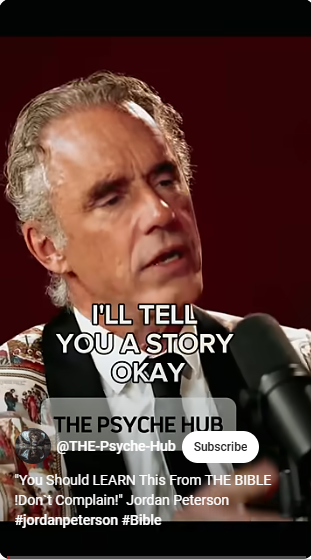 I'LL TELL
YOU A STORY
OKAY
THE PSYCHE HUB
@THE-Psyche-Hub Subscribe
"You Should LEARN This From THE BIBLE
!Don`t Complain!" Jordan Peterson
#jordanpeterson #Bible